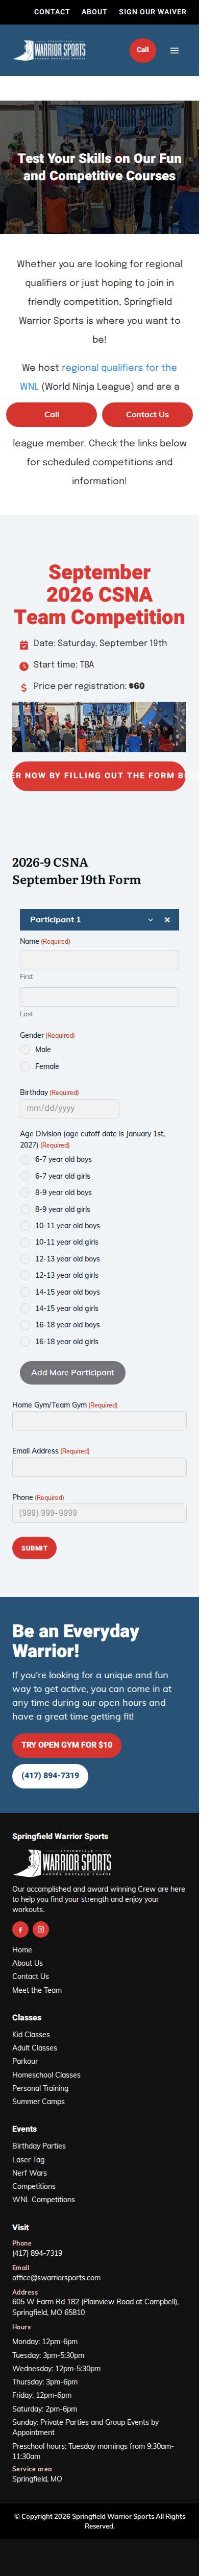 CONTACT ABOUT SIGN OUR WAIVER
WARRIOR SPORTS
Call
Test Your Skills on Our Fun
and Competitive Courses
Whether you are looking for regional
qualifiers or just hoping to join in
friendly competition, Springfield
Warrior Sports is where you want to
be!
We host regional qualifiers for the
WNL (World Ninja League) and are a
Call
Contact Us
league member. Check the links below
for scheduled competitions and
information!
September
2026 CSNA
Team Competition
Date: Saturday, September 19th
Start time: TBA
Price per registration: $60
NOW BY FILLING OUT THE FORM
2026-9 CSNA
September 19th Form
Participant 1
Name (Required)
First
Last
Gender (Required)
Male
Female
Birthday (Required)
mm/dd/yyyy
Age Division (age cutoff date is January 1st,
2027) (Required)
6-7 year old boys
6-7 year old girls
8-9 year old boys
8-9 year old girls
10-11 year old boys
10-11 year old girls
12-13 year old boys
12-13 year old girls
14-15 year old boys
14-15 year old girls
16-18 year old boys
16-18 year old girls
Add More Participant
Home Gym/Team Gym (Required)
Email Address (Required)
Phone (Required)
(999) 999-9999
SUBMIT
Be an Everyday
Warrior!
If you're looking for a unique and fun
way to get active, you can come in at
any time during our open hours and
have a great time getting fit!
TRY OPEN GYM FOR $10
(417) 894-7319
Springfield Warrior Sports
WARRIOR SPORTS
Our accomplished and award winning Crew are here
to help you find your strongest and enjoy your
workouts.
Home
About Us
Contact Us
Meet the Team
Classes
Kid Classes
Adult Classes
Parkour
Homeschool Classes
Personal Training
Summer Camps
Events
Birthday Parties
Laser Tag
Nerf Wars
Competitions
WNL Competitions
Visit
Phone
(417) 894-7319
Email
office@swarriorsports.com
Address
605 W Farm Rd 182 (Plainview Road at Campbell),
Springfield, MO 65810
Hours
Monday: 12pm-6pm
Tuesday: 3pm-5:30pm
Wednesday: 12pm-5:30pm
Thursday: 3pm-6pm
Friday: 12pm-6pm
Saturday: 2pm-6pm
Sunday: Private Parties and Group Events by
Appointment
Preschool hours: Tuesday mornings from 9:30am-
11:30am
Service area
Springfield, MO
© Copyright 2026 Springfield Warrior Sports All Rights
Reserved.